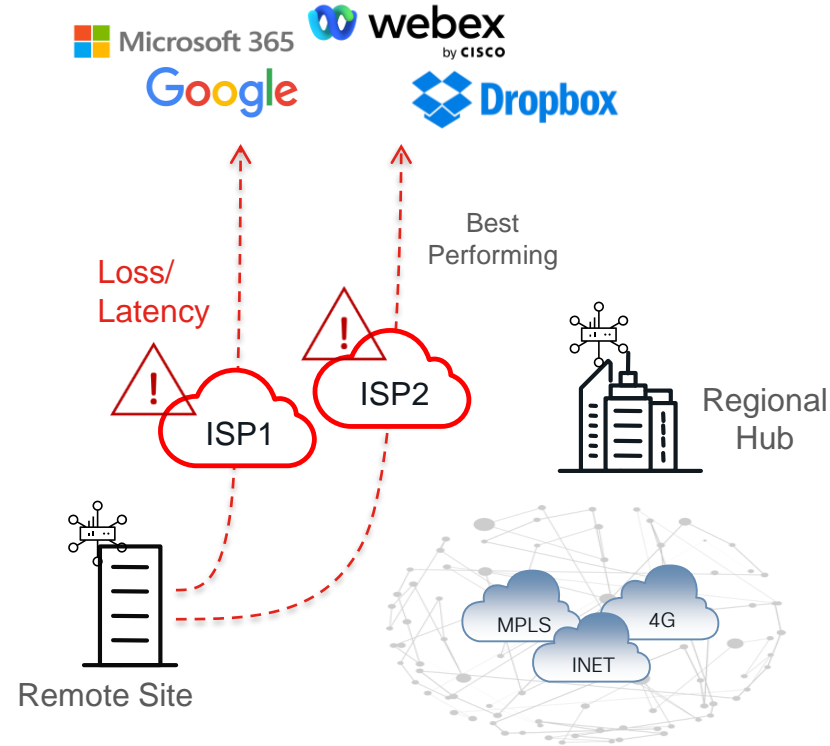 Microsoft 365
webex
by CISCO
Google
Dropbox
Best
Performing
Loss/
Latency
!
!
ISP1
ISP2
Regional
Hub
MPLS
4G
INET
Remote Site